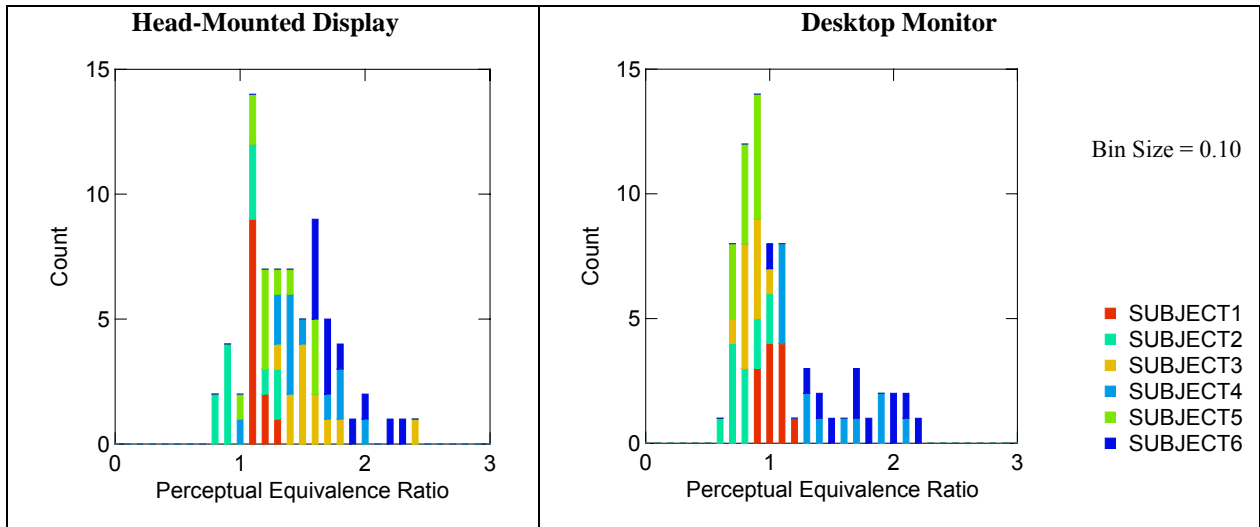 Head-Mounted Display
15
10
5
0
Count
0 1 2 3
Perceptual Equivalence Ratio
Desktop Monitor
15
10
5
0
Count
0 1 2 3
Perceptual Equivalence Ratio
Bin Size = 0.10
SUBJECT1
SUBJECT2
SUBJECT3
SUBJECT4
SUBJECT5
SUBJECT6